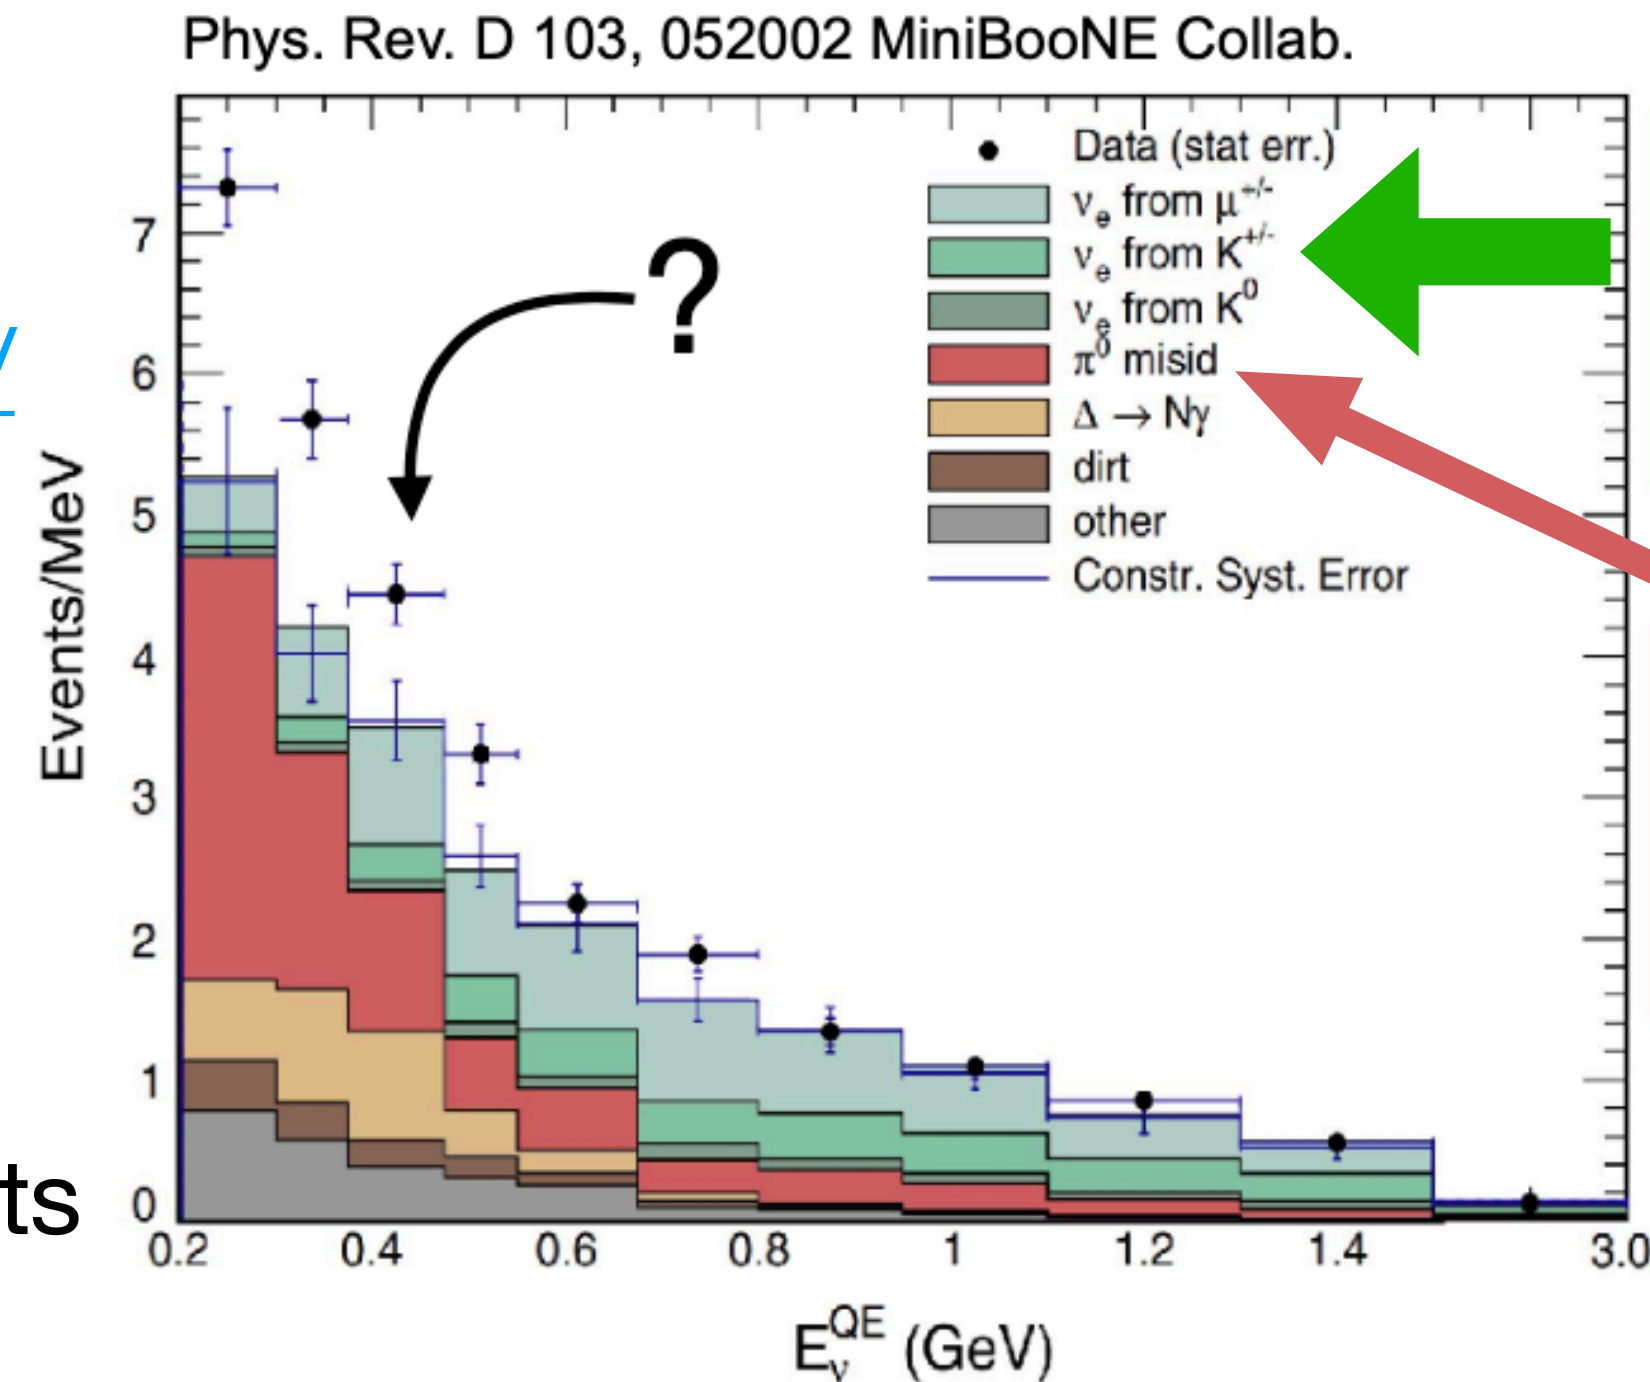 Phys. Rev. D 103, 052002 MiniBooNE Collab.
Data (stat err.)
νe from μ+/-
νe from K+/-
νe from K0
π0 misid
Δ → Nγ
dirt
other
Constr. Syst. Error
?
y
ts
Events/MeV
7
6
5
4
3
2
1
0
0.2 0.4 0.6 0.8 1 1.2 1.4 3.0
EνQE (GeV)